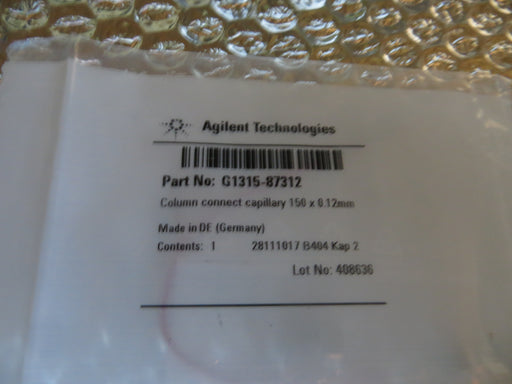 Agilent Technologies
Part No: G1315-87312
Column connect capillary 150 x 0.12mm
Made in DE (Germany)
Contents: 1 28111017 B404 Kap 2
Lot No: 408636